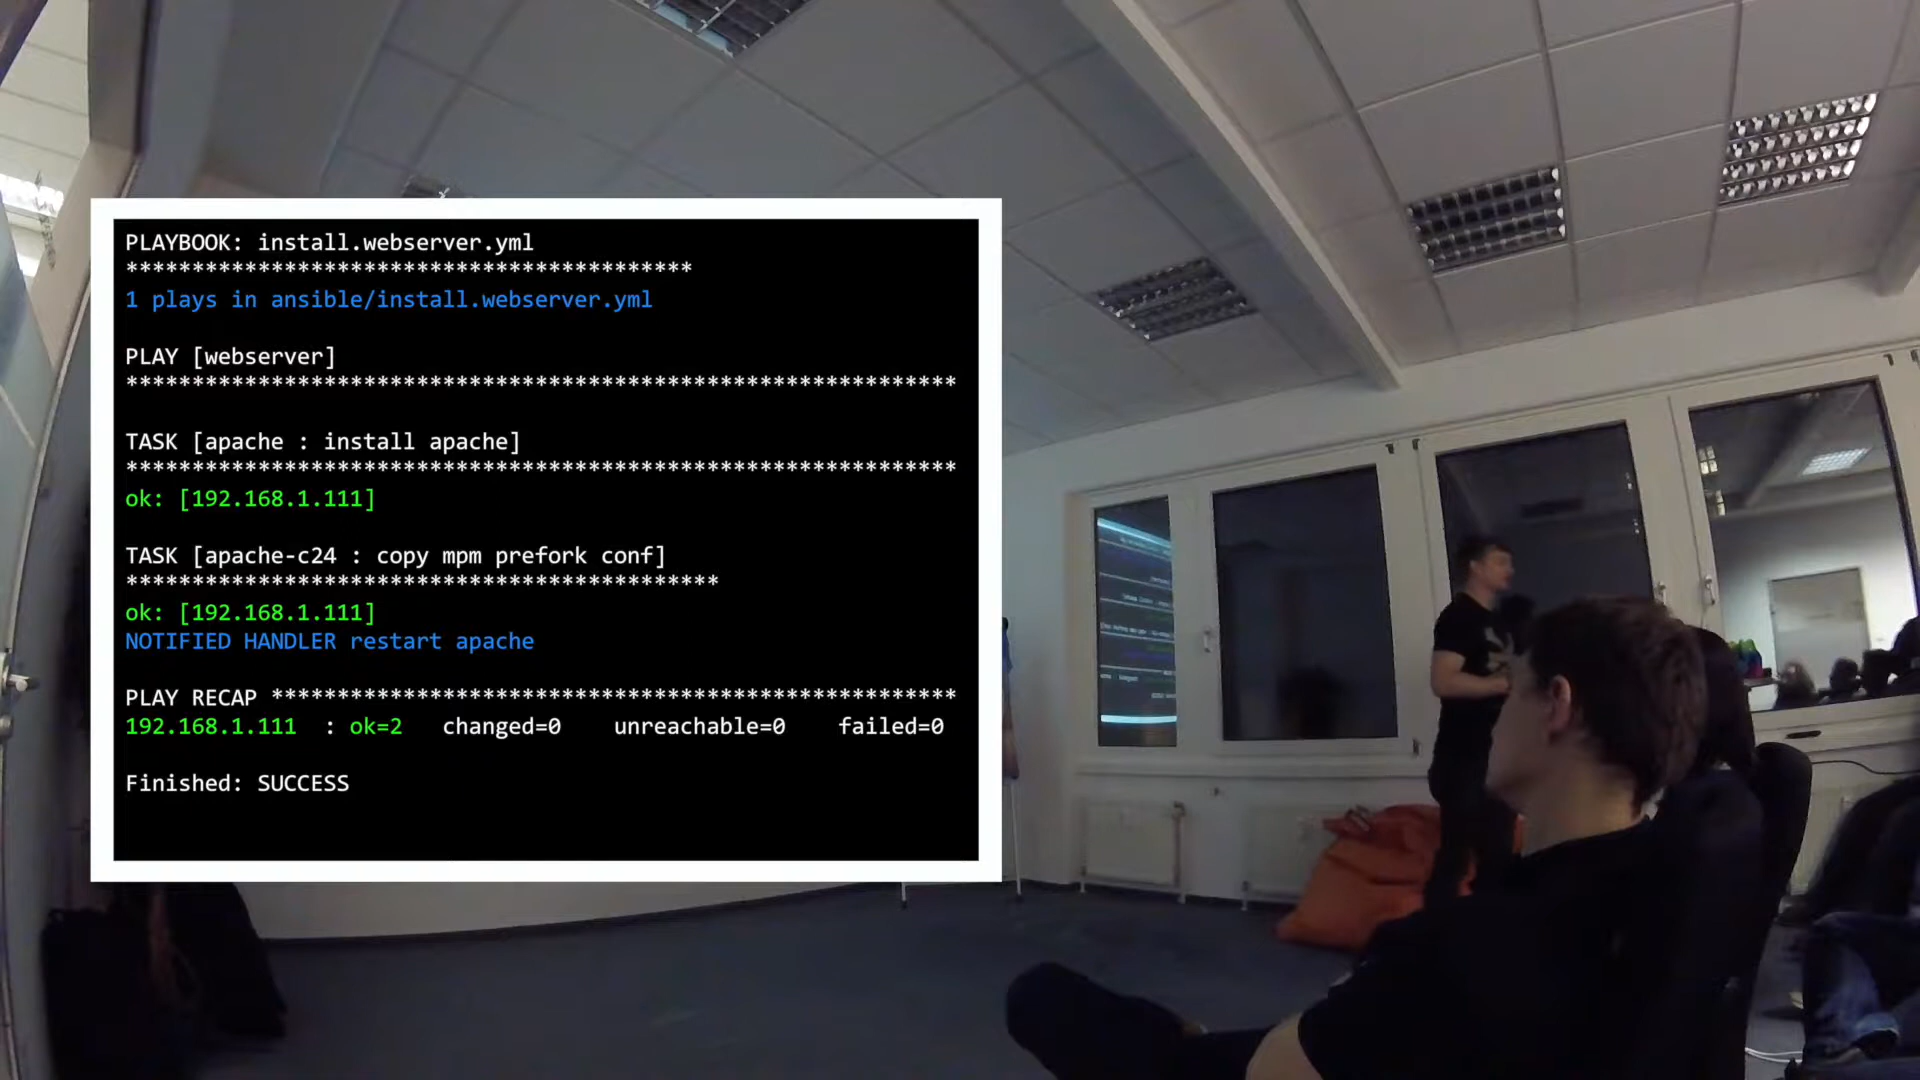 PLAYBOOK: install.webserver.yml
*******************************************
1 plays in ansible/install.webserver.yml
PLAY [webserver]
***************************************************************
TASK [apache : install apache]
***************************************************************
ok: [192.168.1.111]
TASK [apache-c24 : copy mpm prefork conf]
*********************************************
ok: [192.168.1.111]
NOTIFIED HANDLER restart apache
PLAY RECAP ****************************************************
192.168.1.111 : ok=2 changed=0 unreachable=0 failed=0
Finished: SUCCESS